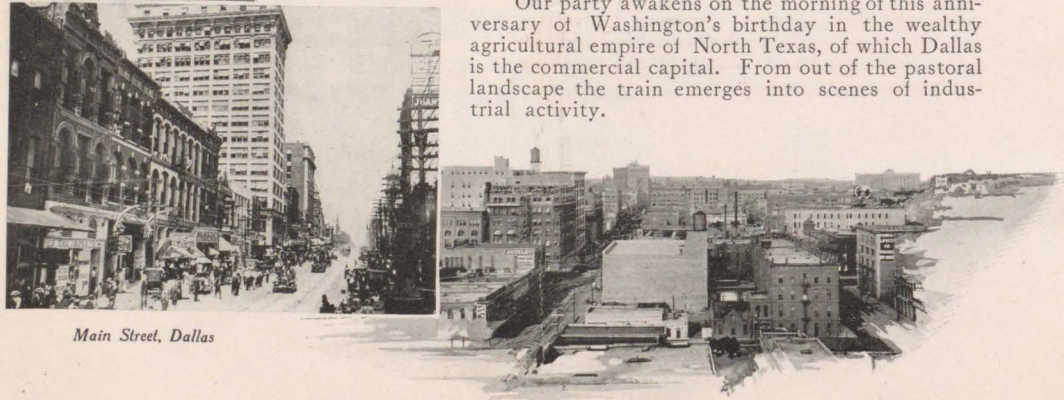 Our party awakens on the morning of this anni-
versary of Washington's birthday in the wealthy
agricultural empire of North Texas, of which Dallas
is the commercial capital. From out of the pastoral
landscape the train emerges into scenes of indus-
trial activity.
Main Street, Dallas